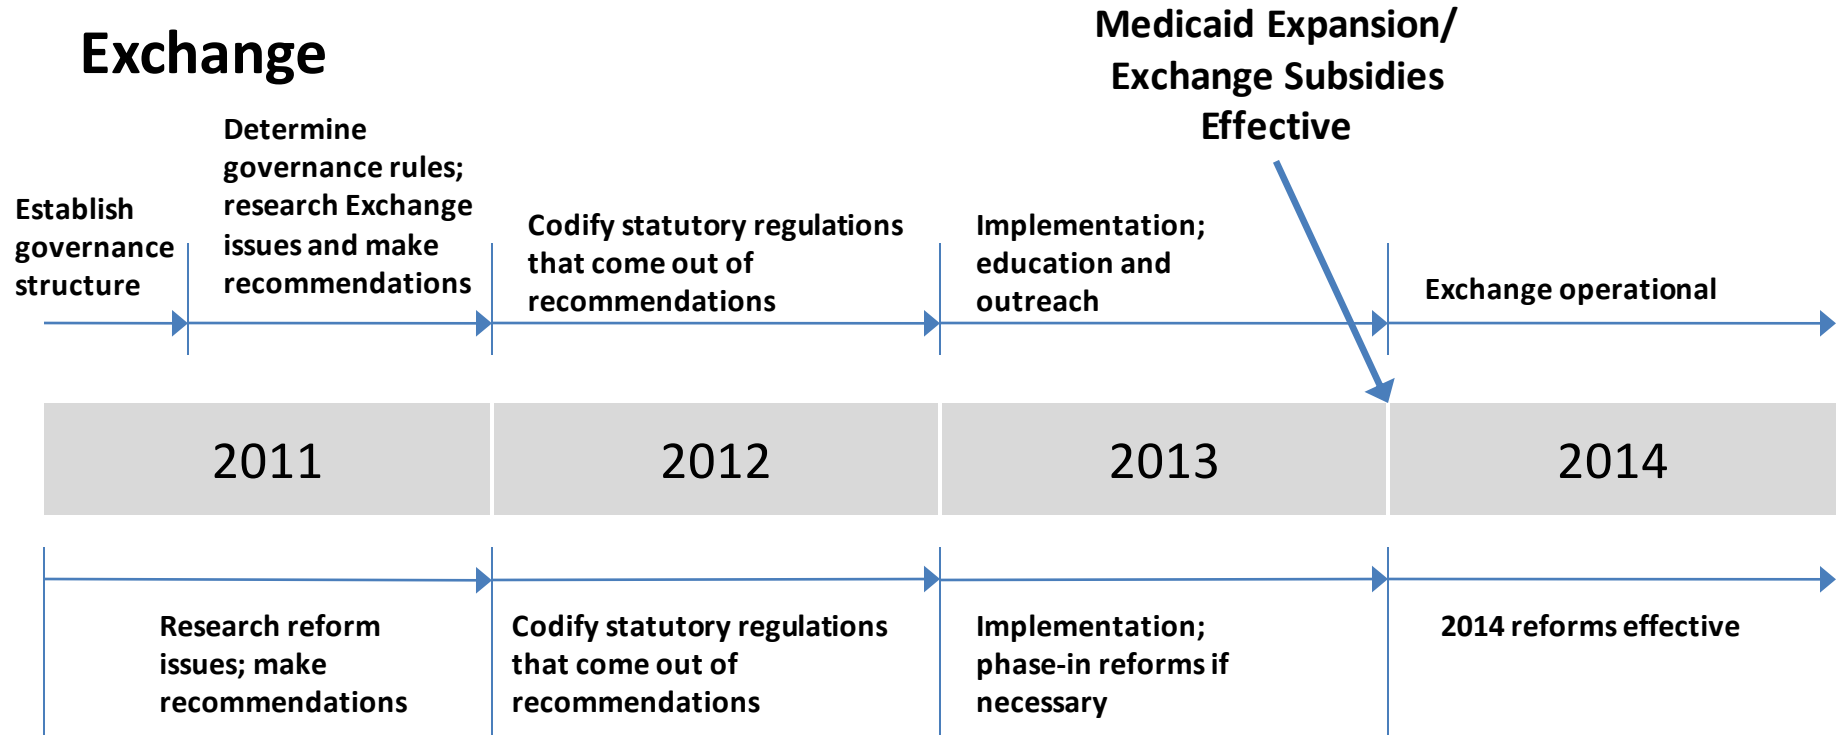 Exchange
Medicaid Expansion/
Exchange Subsidies
Effective
Establish
governance
structure
Determine
governance rules;
research Exchange
issues and make
recommendations
Codify statutory regulations
that come out of
recommendations
Implementation;
education and
outreach
Exchange operational
2011
2012
2013
2014
Research reform
issues; make
recommendations
Codify statutory regulations
that come out of
recommendations
Implementation;
phase-in reforms if
necessary
2014 reforms effective